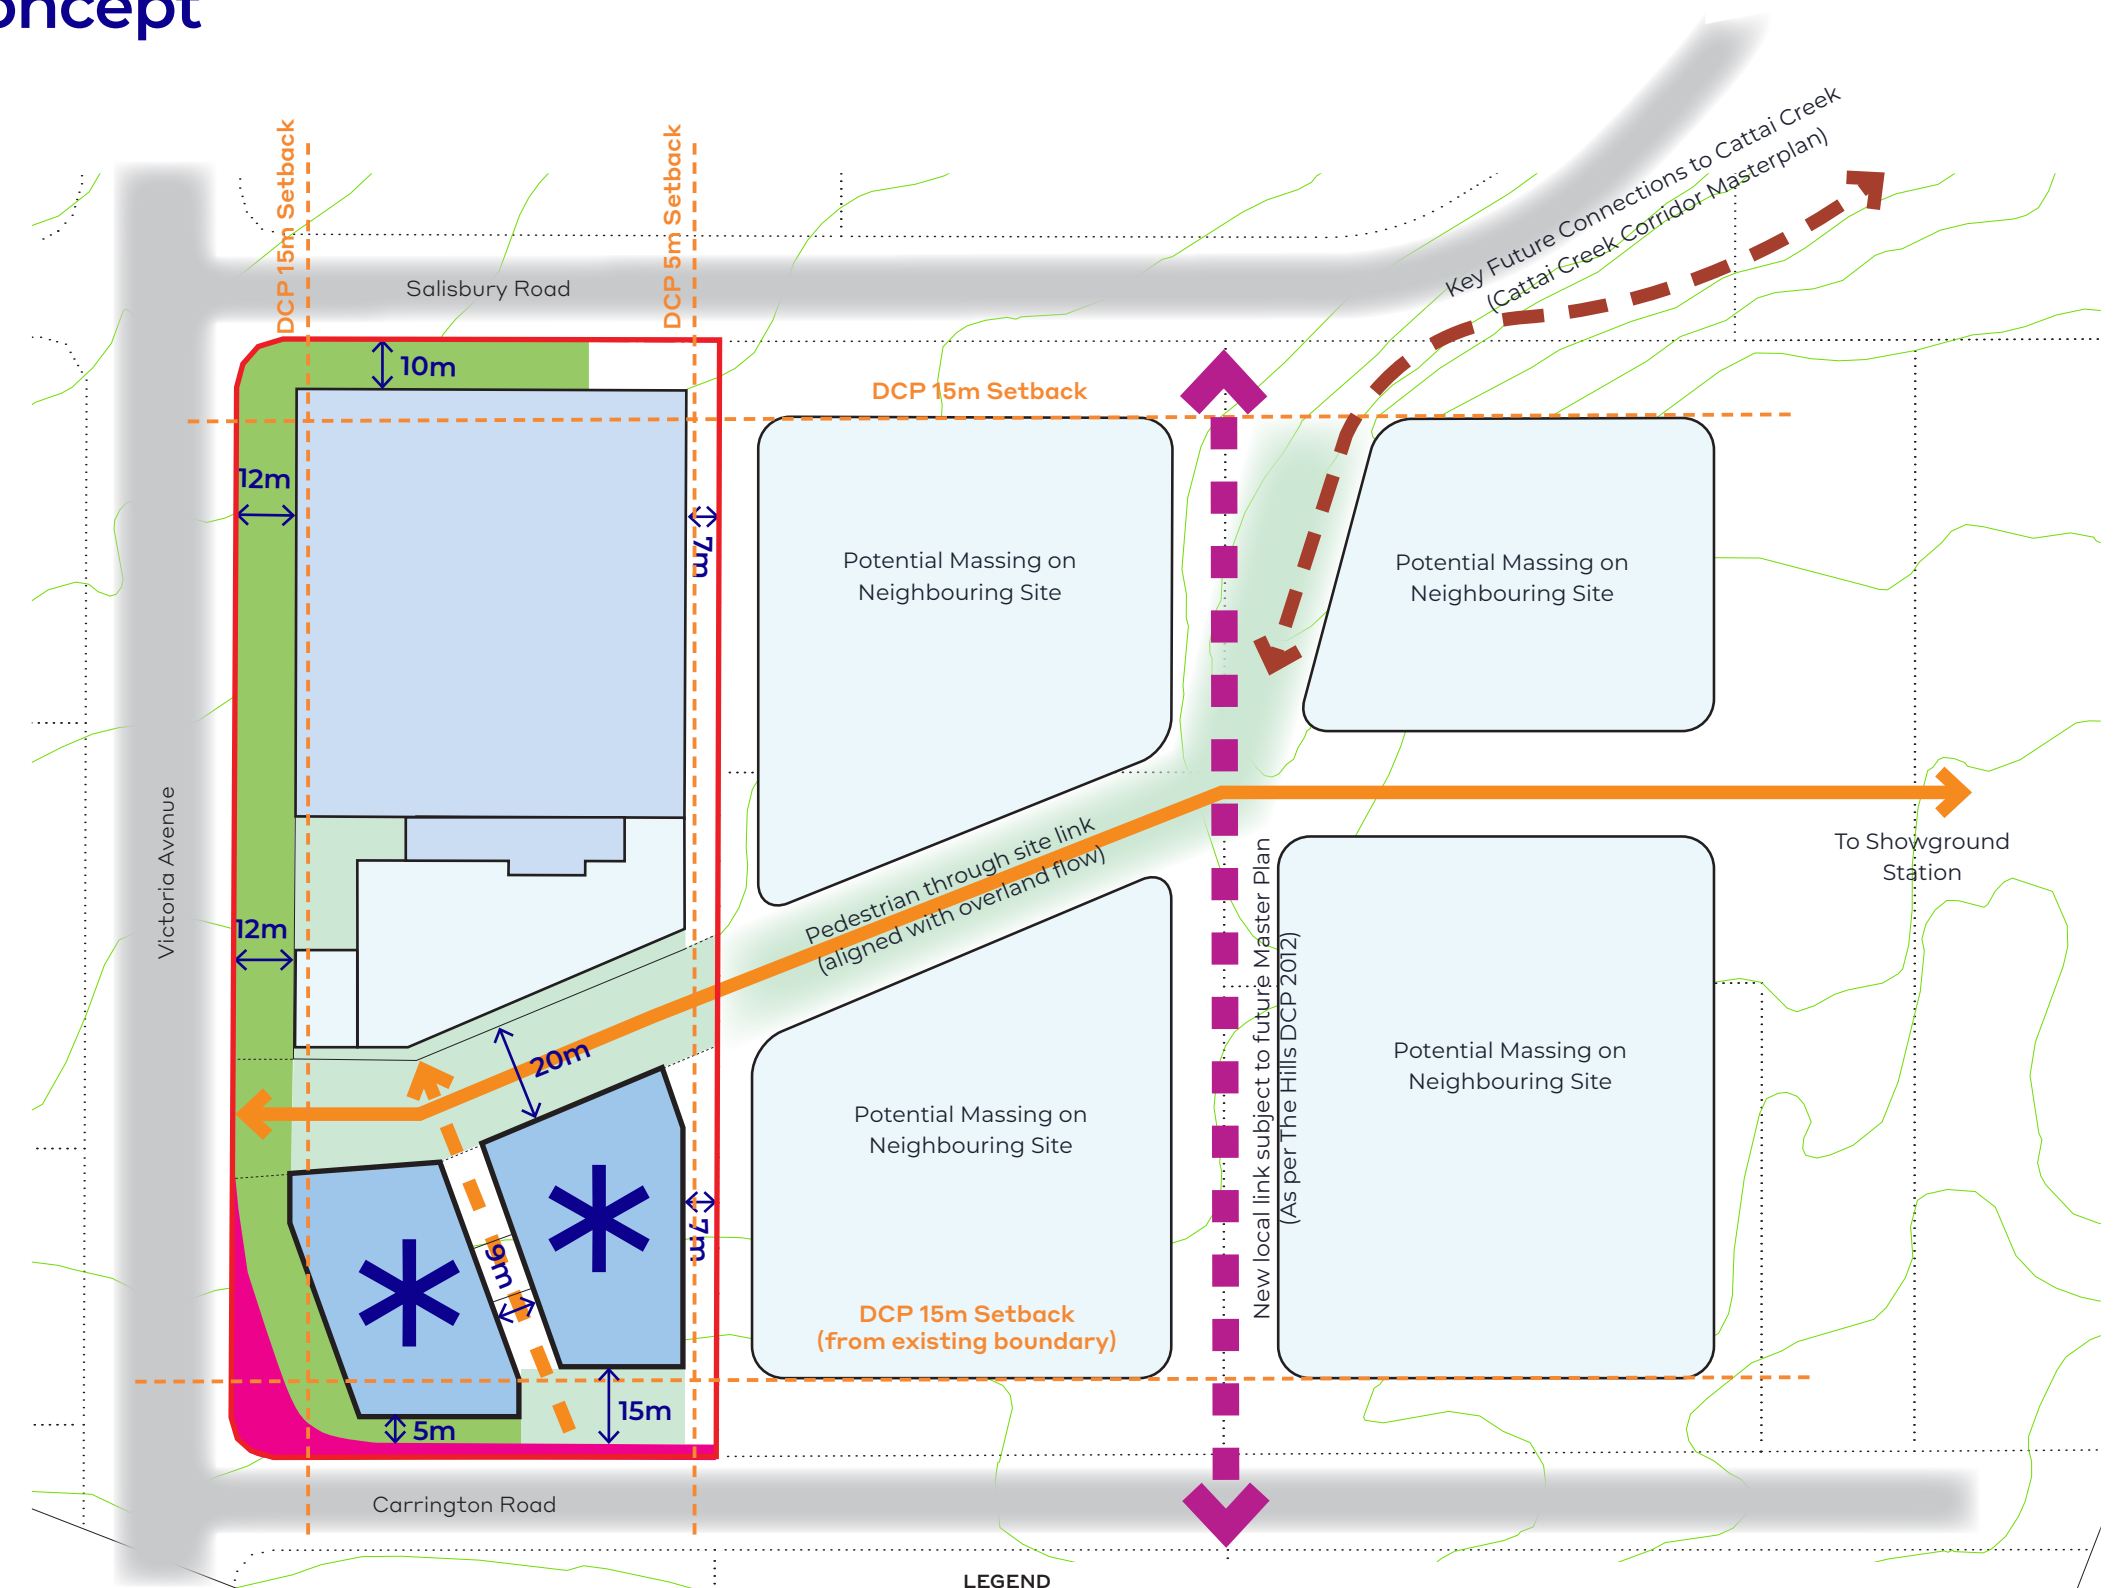 oncept
DCP 15m Setback
DCP 5m Setback
Key Future Connections to Cattai Creek
(Cattai Creek Corridor Masterplan)
Salisbury Road
10m
DCP 15m Setback
12m
7m
Potential Massing on
Neighbouring Site
Potential Massing on
Neighbouring Site
Victoria Avenue
12m
Pedestrian through site link
(aligned with overland flow)
To Showground
Station
20m
New local link subject to future Master Plan
(As per The Hills DCP 2012)
Potential Massing on
Neighbouring Site
Potential Massing on
Neighbouring Site
7m
9m
DCP 15m Setback
(from existing boundary)
15m
5m
Carrington Road
LEGEND